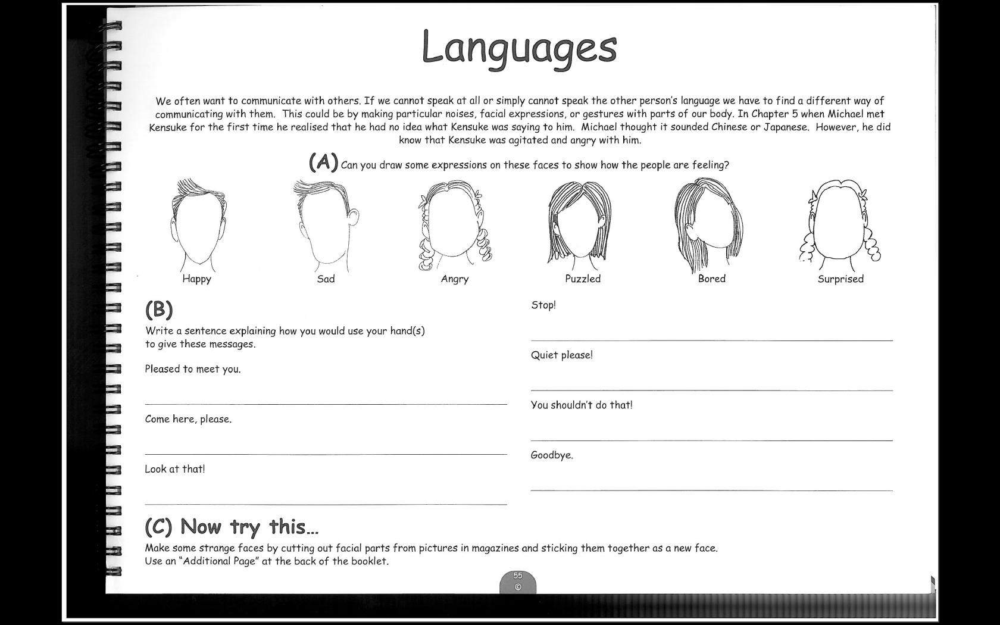 Languages
We often want to communicate with others. If we cannot speak at all or simply cannot speak the other person's language we have to find a different way of
communicating with them.  This could be by making particular noises, facial expressions, or gestures with parts of our body. In Chapter 5 when Michael met
Kensuke for the first time he realised that he had no idea what Kensuke was saying to him.  Michael thought it sounded Chinese or Japanese.  However, he did
know that Kensuke was agitated and angry with him.
(A) Can you draw some expressions on these faces to show how the people are feeling?
Happy
Sad
Angry
Puzzled
Bored
Surprised
(B)
Write a sentence explaining how you would use your hand(s)
to give these messages.
Pleased to meet you.
Come here, please.
Look at that!
Stop!
Quiet please!
You shouldn't do that!
Goodbye.
(C) Now try this...
Make some strange faces by cutting out facial parts from pictures in magazines and sticking them together as a new face.
Use an "Additional Page" at the back of the booklet.
55
©